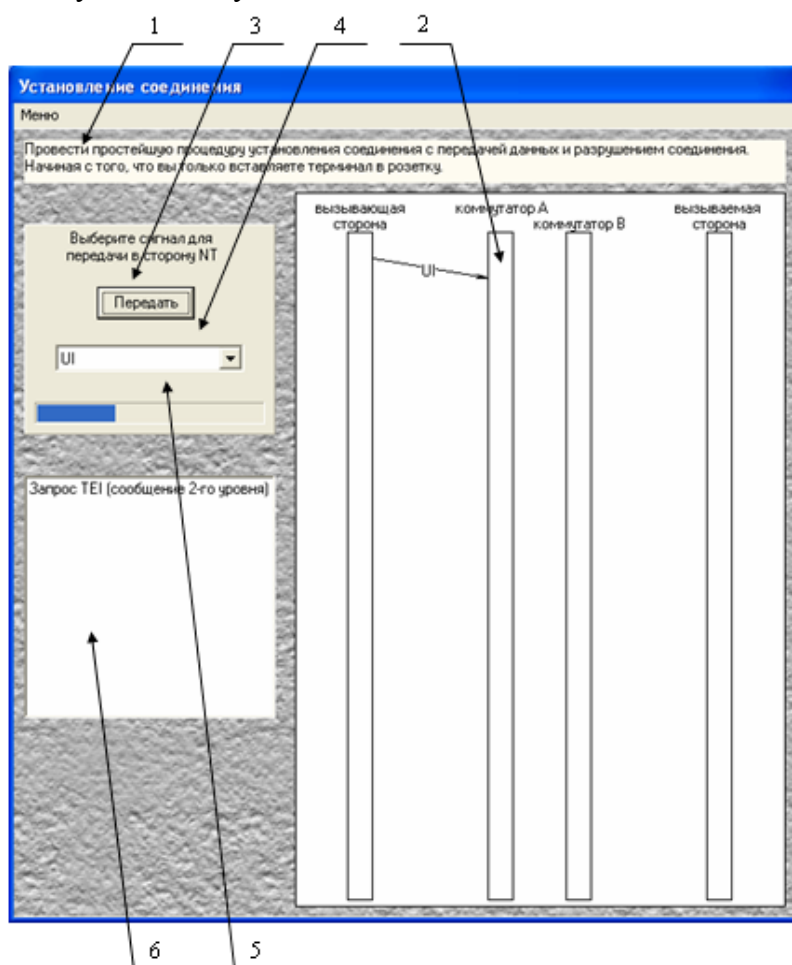 1 3 4 2
Установление соединения
Меню
Провести простейшую процедуру установления соединения с передачей данных и разрушением соединения.
Начиная с того, что вы только вставляете терминал в розетку.
Выберите сигнал для
передачи в сторону NT
Передать
UI
Запрос TEI (сообщение 2-го уровня)
вызывающая
сторона
коммутатор A
коммутатор B
вызываемая
сторона
UI
6 5